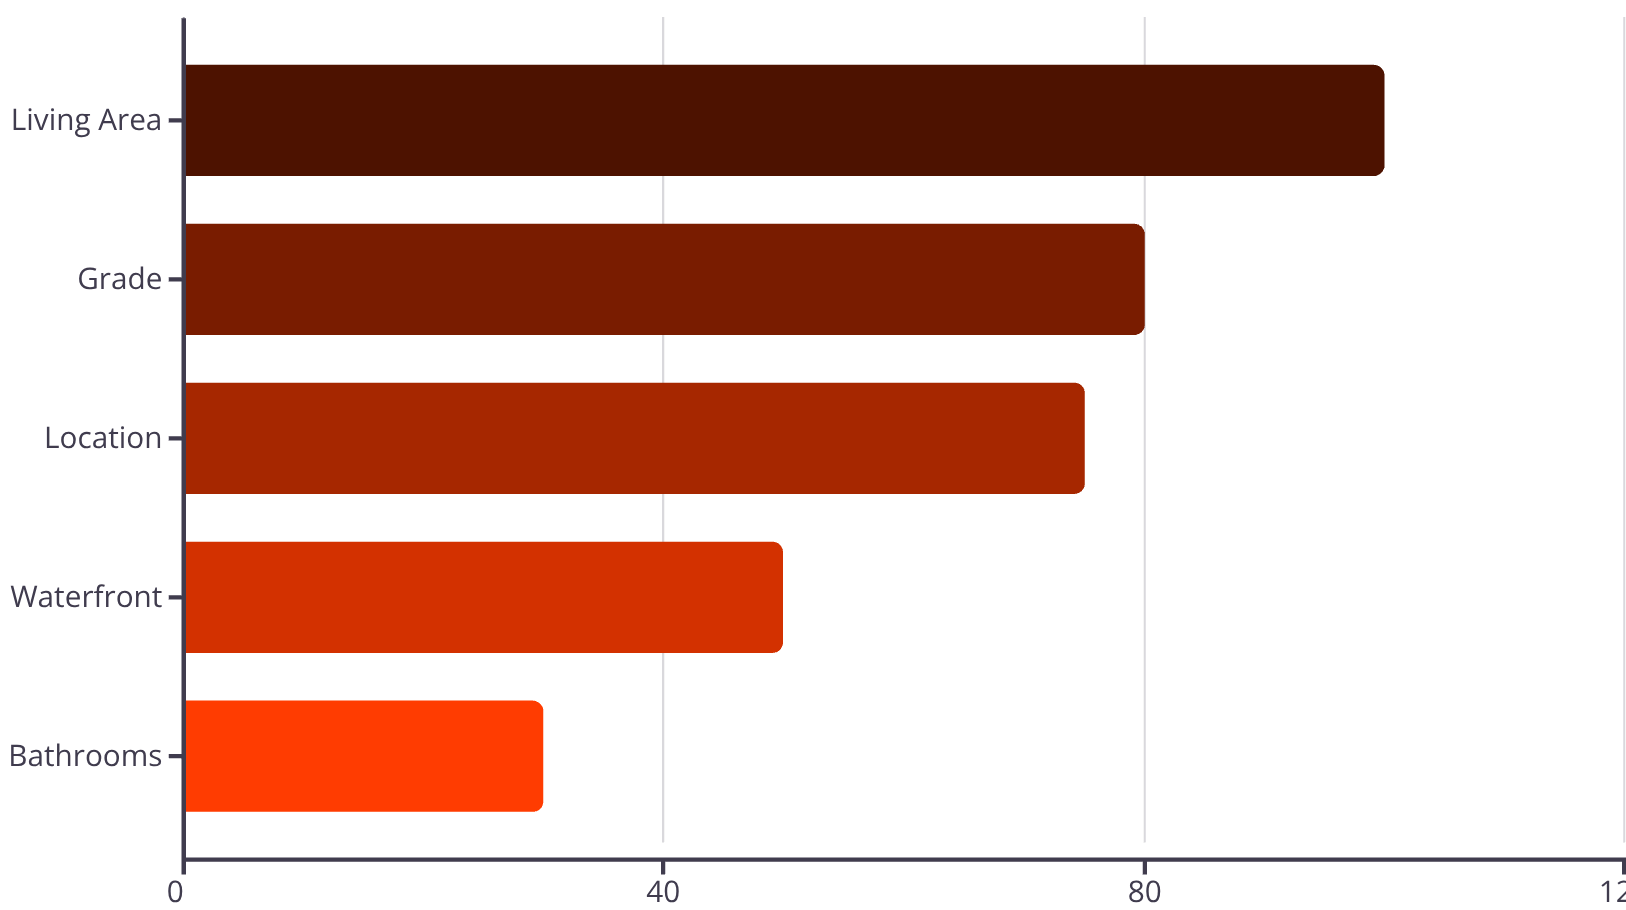 Living Area
Grade
Location
Waterfront
Bathrooms
0 40 80